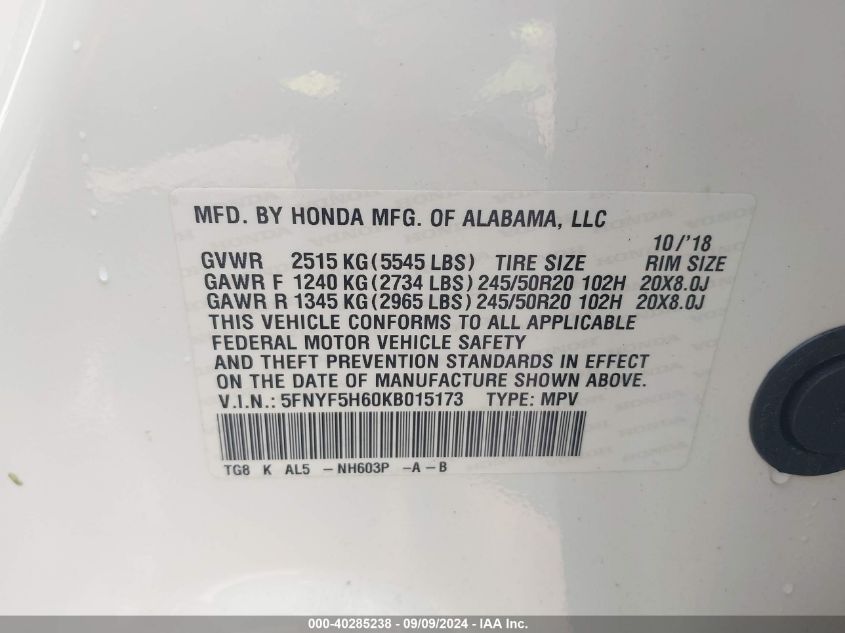 MFD. BY HONDA MFG. OF ALABAMA, LLC
10/'18
GVWR 2515 KG (5545 LBS) TIRE SIZE RIM SIZE
GAWR F 1240 KG (2734 LBS) 245/50R20 102H 20X8.0J
GAWR R 1345 KG (2965 LBS) 245/50R20 102H 20X8.0J
THIS VEHICLE CONFORMS TO ALL APPLICABLE
FEDERAL MOTOR VEHICLE SAFETY
AND THEFT PREVENTION STANDARDS IN EFFECT
ON THE DATE OF MANUFACTURE SHOWN ABOVE.
V.I.N.: 5FNYF5H60KB015173 TYPE: MPV
TG8 K AL5 - NH603P -A-B
000-40285238 - 09/09/2024 - IAA Inc.